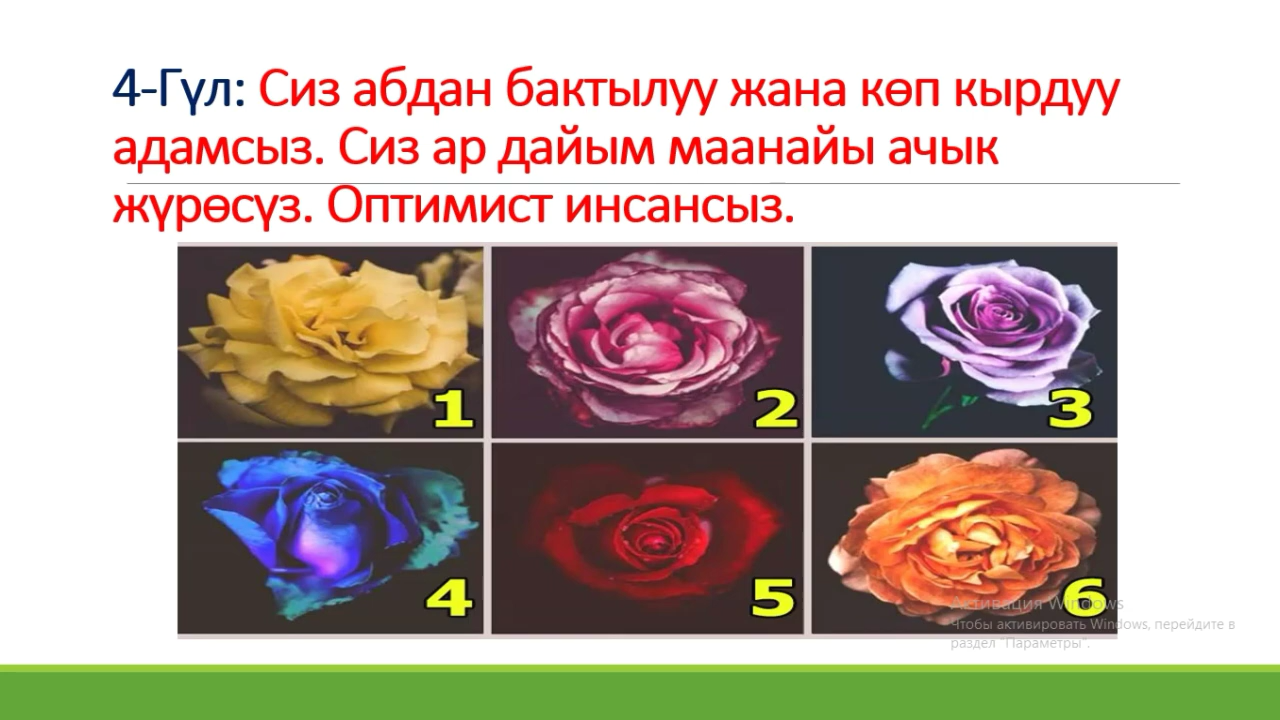 4-Гүл: Сиз абдан бактылуу жана көп кырдуу
адамсыз. Сиз ар дайым маанайы ачык
жүрөсүз. Оптимист инсансыз.
1
2
3
4
5
6
Активация Windows
Чтобы активировать Windows, перейдите в
раздел "Параметры".